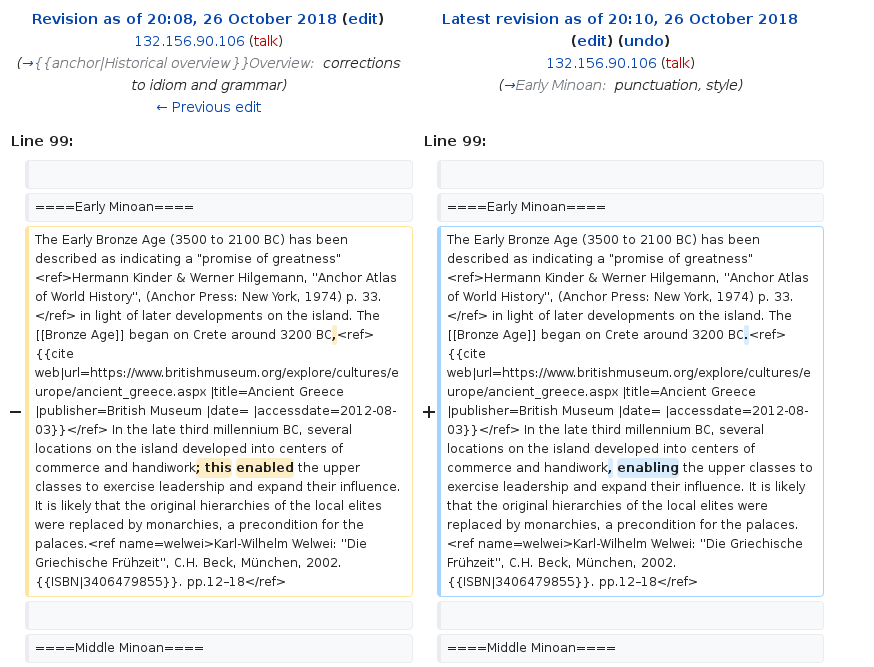 Revision as of 20:08, 26 October 2018 (edit)
132.156.90.106 (talk)
(→{{anchor|Historical overview}}Overview: corrections
to idiom and grammar)
← Previous edit
Latest revision as of 20:10, 26 October 2018
(edit) (undo)
132.156.90.106 (talk)
(→Early Minoan: punctuation, style)
Line 99:
Line 99:
====Early Minoan====
====Early Minoan====
−
The Early Bronze Age (3500 to 2100 BC) has been
described as indicating a "promise of greatness"
<ref>Hermann Kinder & Werner Hilgemann, ''Anchor Atlas
of World History'', (Anchor Press: New York, 1974) p. 33.
</ref> in light of later developments on the island. The
[[Bronze Age]] began on Crete around 3200 BC,<ref>
{{cite
web|url=https://www.britishmuseum.org/explore/cultures/e
urope/ancient_greece.aspx |title=Ancient Greece
|publisher=British Museum |date= |accessdate=2012-08-
03}}</ref> In the late third millennium BC, several
locations on the island developed into centers of
commerce and handiwork; this enabled the upper
classes to exercise leadership and expand their influence.
It is likely that the original hierarchies of the local elites
were replaced by monarchies, a precondition for the
palaces.<ref name=welwei>Karl-Wilhelm Welwei: ''Die
Griechische Frühzeit'', C.H. Beck, München, 2002.
{{ISBN|3406479855}}. pp.12–18</ref>
+
The Early Bronze Age (3500 to 2100 BC) has been
described as indicating a "promise of greatness"
<ref>Hermann Kinder & Werner Hilgemann, ''Anchor Atlas
of World History'', (Anchor Press: New York, 1974) p. 33.
</ref> in light of later developments on the island. The
[[Bronze Age]] began on Crete around 3200 BC.<ref>
{{cite
web|url=https://www.britishmuseum.org/explore/cultures/e
urope/ancient_greece.aspx |title=Ancient Greece
|publisher=British Museum |date= |accessdate=2012-08-
03}}</ref> In the late third millennium BC, several
locations on the island developed into centers of
commerce and handiwork, enabling the upper classes to
exercise leadership and expand their influence. It is likely
that the original hierarchies of the local elites were
replaced by monarchies, a precondition for the palaces.
<ref name=welwei>Karl-Wilhelm Welwei: ''Die Griechische
Frühzeit'', C.H. Beck, München, 2002.
{{ISBN|3406479855}}. pp.12–18</ref>
====Middle Minoan====
====Middle Minoan====